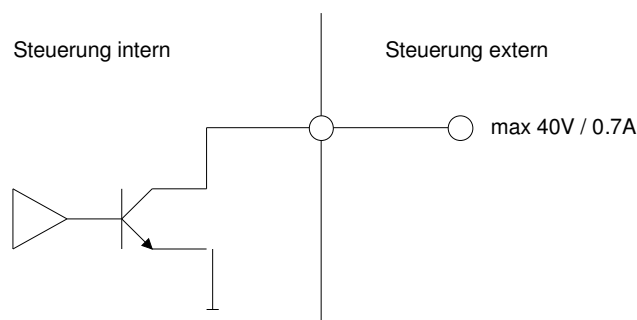 Steuerung intern
Steuerung extern
max 40V / 0.7A